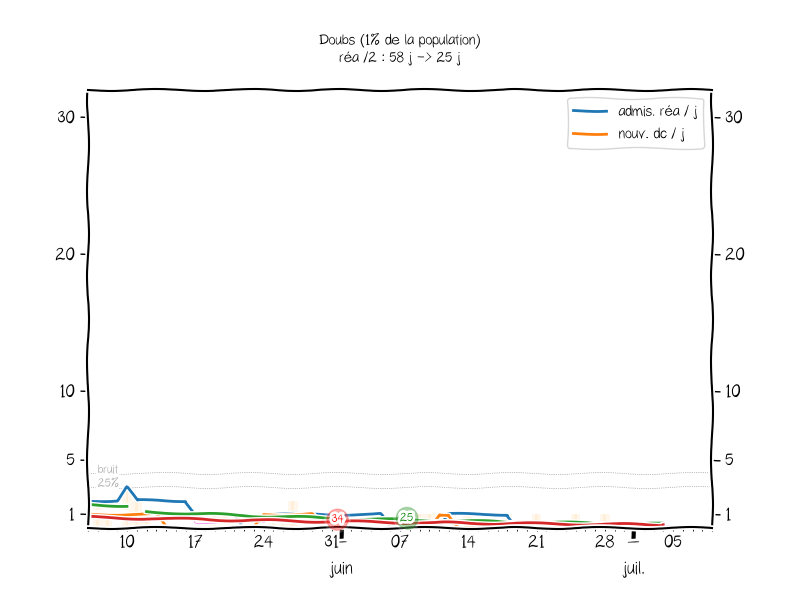 Doubs (1% de la population)
réa /2 : 58 j -> 25 j
admis. réa / j
nouv. dc / j
30
30
20
20
10
10
5
5
bruit
25%
1
1
34
25
10 17 24 31 07 14 21 28 05
juin juil.